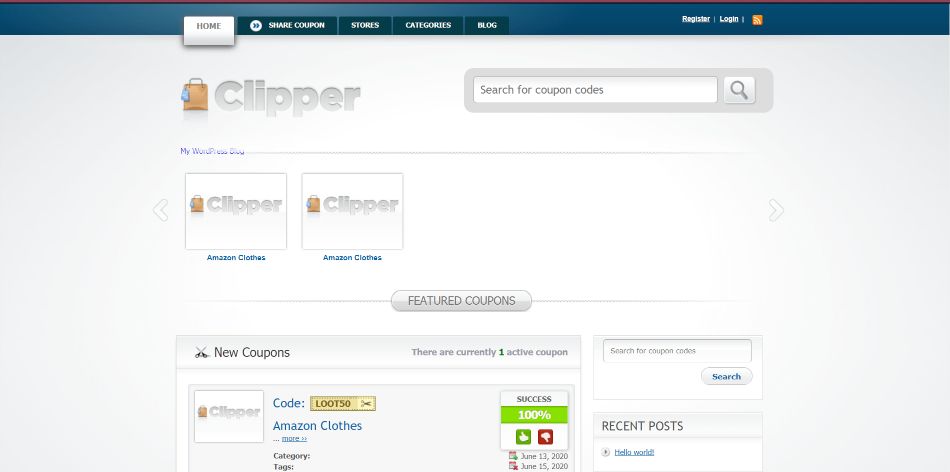 HOME SHARE COUPON STORES CATEGORIES BLOG Register | Login |
Clipper
Search for coupon codes
My WordPress Blog
Clipper Clipper
Amazon Clothes Amazon Clothes
FEATURED COUPONS
New Coupons There are currently 1 active coupon
Clipper
Code: LOOT50
Amazon Clothes
... more ››
Category:
Tags:
SUCCESS
100%
June 13, 2020
June 15, 2020
Search for coupon codes
Search
RECENT POSTS
Hello world!